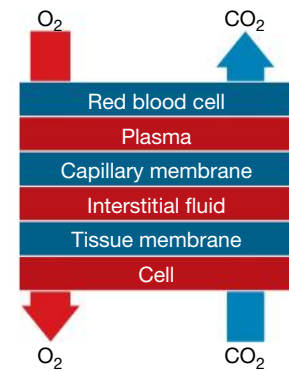 O₂ CO₂
Red blood cell
Plasma
Capillary membrane
Interstitial fluid
Tissue membrane
Cell
O₂ CO₂